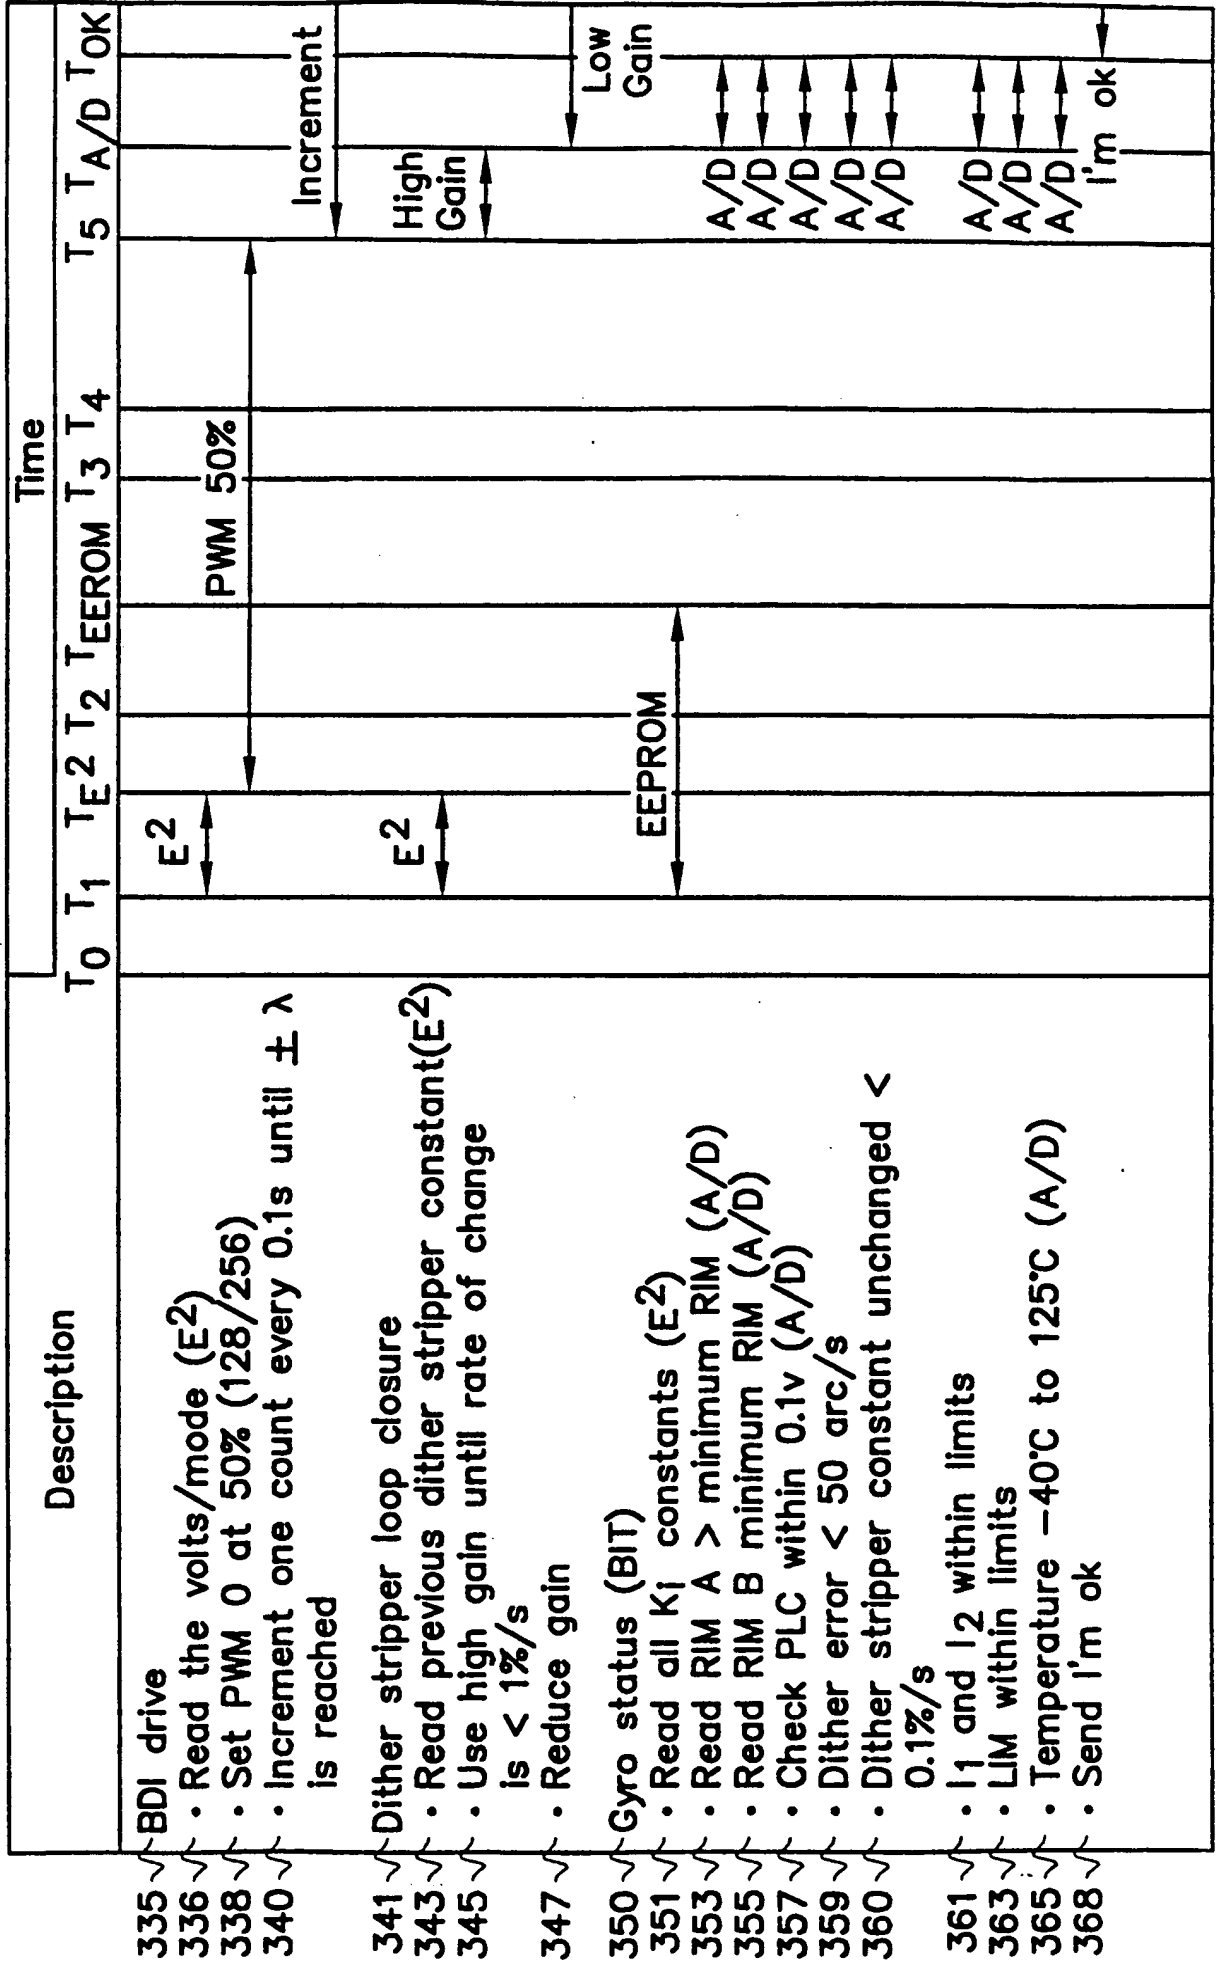 Description
Time
T0 T1 TE2 T2 TEEROM T3 T4 T5 TA/D TOK
335 BDI drive
336 • Read the volts/mode (E2)
E2
338 • Set PWM 0 at 50% (128/256)
PWM 50%
340 • Increment one count every 0.1s until ± λ
is reached
Increment
341 Dither stripper loop closure
343 • Read previous dither stripper constant(E2)
E2
345 • Use high gain until rate of change
is < 1%/s
High
Gain
347 • Reduce gain
Low
Gain
350 Gyro status (BIT)
351 • Read all Ki constants (E2)
EEPROM
353 • Read RIM A > minimum RIM (A/D)
A/D
355 • Read RIM B minimum RIM (A/D)
A/D
357 • Check PLC within 0.1v (A/D)
A/D
359 • Dither error < 50 arc/s
A/D
360 • Dither stripper constant unchanged <
0.1%/s
A/D
361 • I1 and I2 within limits
A/D
363 • LIM within limits
A/D
365 • Temperature –40°C to 125°C (A/D)
A/D
368 • Send I'm ok
I'm ok